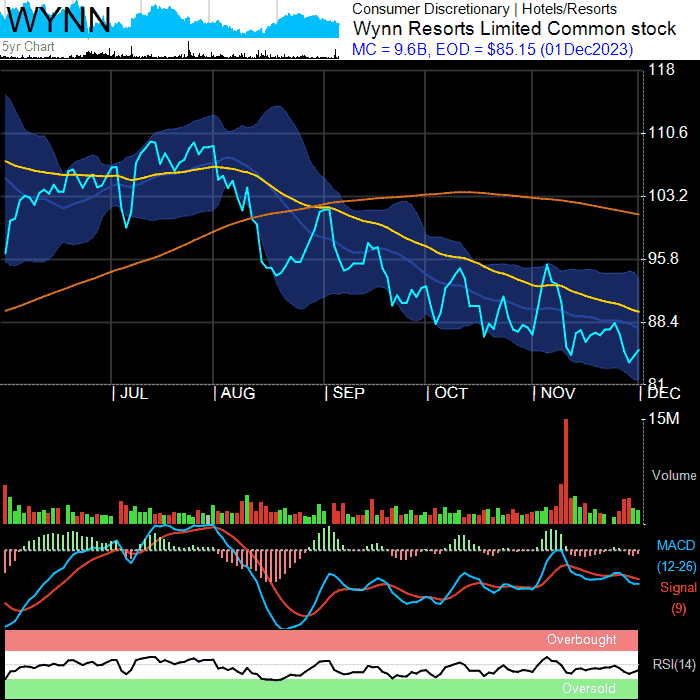 WYNN
5yr Chart
Consumer Discretionary | Hotels/Resorts
Wynn Resorts Limited Common stock
MC = 9.6B, EOD = $85.15 (01Dec2023)
118
110.6
103.2
95.8
88.4
81
JUL AUG SEP OCT NOV DEC
15M
Volume
MACD
(12-26)
Signal
(9)
Overbought
RSI(14)
Oversold